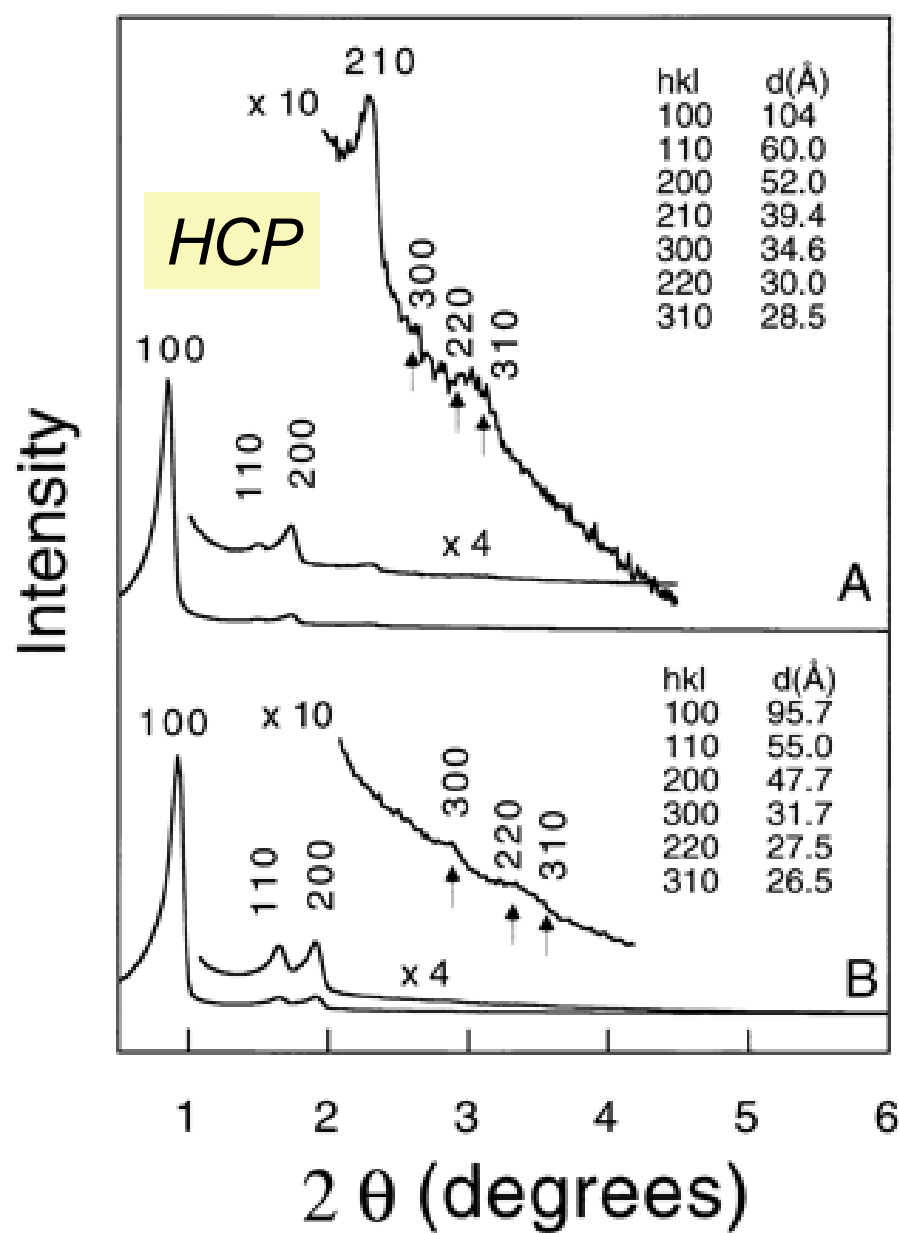 210
x 10
hkl d(Å)
100 104
110 60.0
200 52.0
210 39.4
300 34.6
220 30.0
310 28.5
HCP
300
220
310
100
110
200
x 4
A
Intensity
hkl d(Å)
100 95.7
110 55.0
200 47.7
300 31.7
220 27.5
310 26.5
100
x 10
300
220
310
110
200
x 4
B
1 2 3 4 5 6
2 θ (degrees)